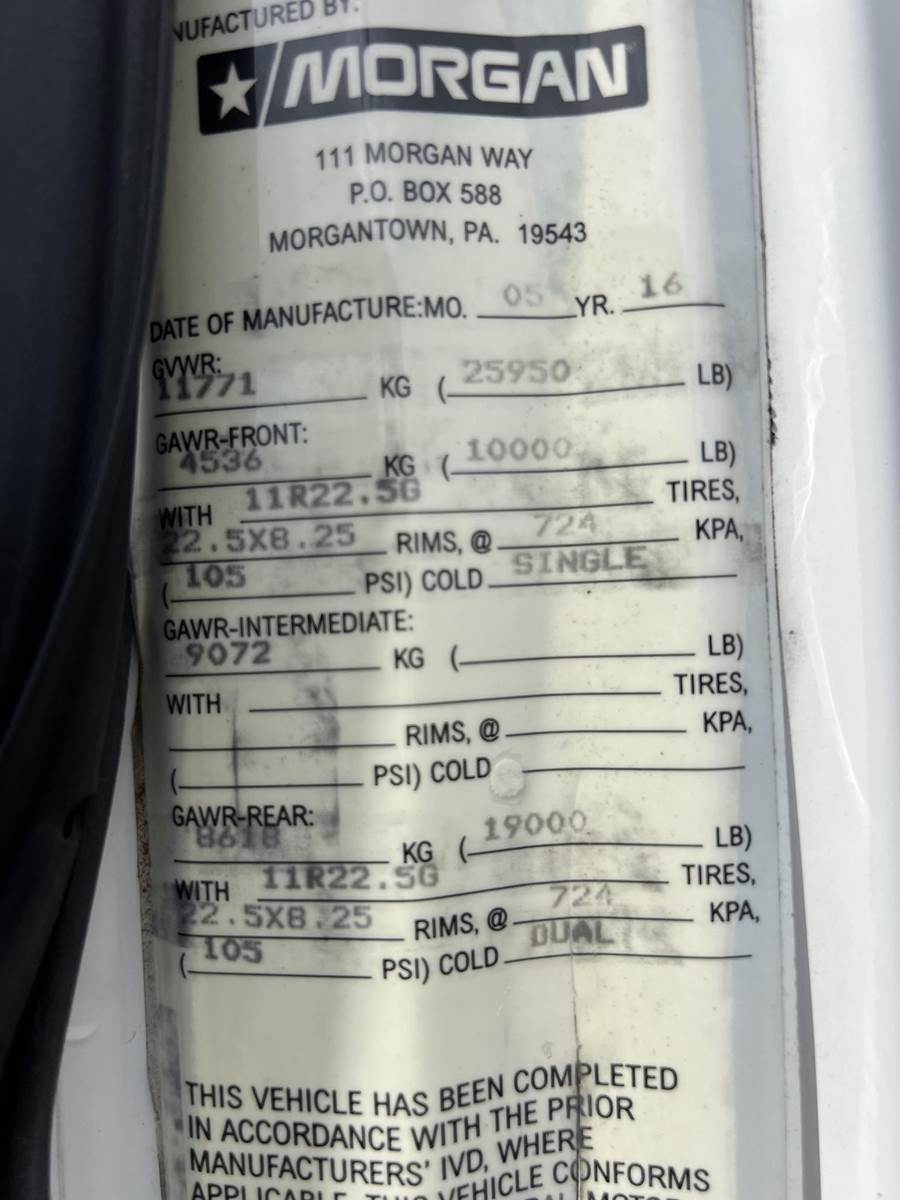 NUFACTURED BY:
MORGAN
111 MORGAN WAY
P.O. BOX 588
MORGANTOWN, PA. 19543
DATE OF MANUFACTURE:MO. 05 YR. 16
GVWR:
11771 KG ( 25950 LB)
GAWR-FRONT:
4536 KG ( 10000 LB)
WITH 11R22.5G TIRES,
22.5X8.25 RIMS, @ 724 KPA,
( 105 PSI) COLD SINGLE
GAWR-INTERMEDIATE:
9072 KG ( LB)
WITH TIRES,
RIMS, @ KPA,
( PSI) COLD
GAWR-REAR:
8618 KG ( 19000 LB)
WITH 11R22.5G TIRES,
22.5X8.25 RIMS, @ 724 KPA,
( 105 PSI) COLD DUAL
THIS VEHICLE HAS BEEN COMPLETED
IN ACCORDANCE WITH THE PRIOR
MANUFACTURERS' IVD, WHERE
VEHICLE CONFORMS